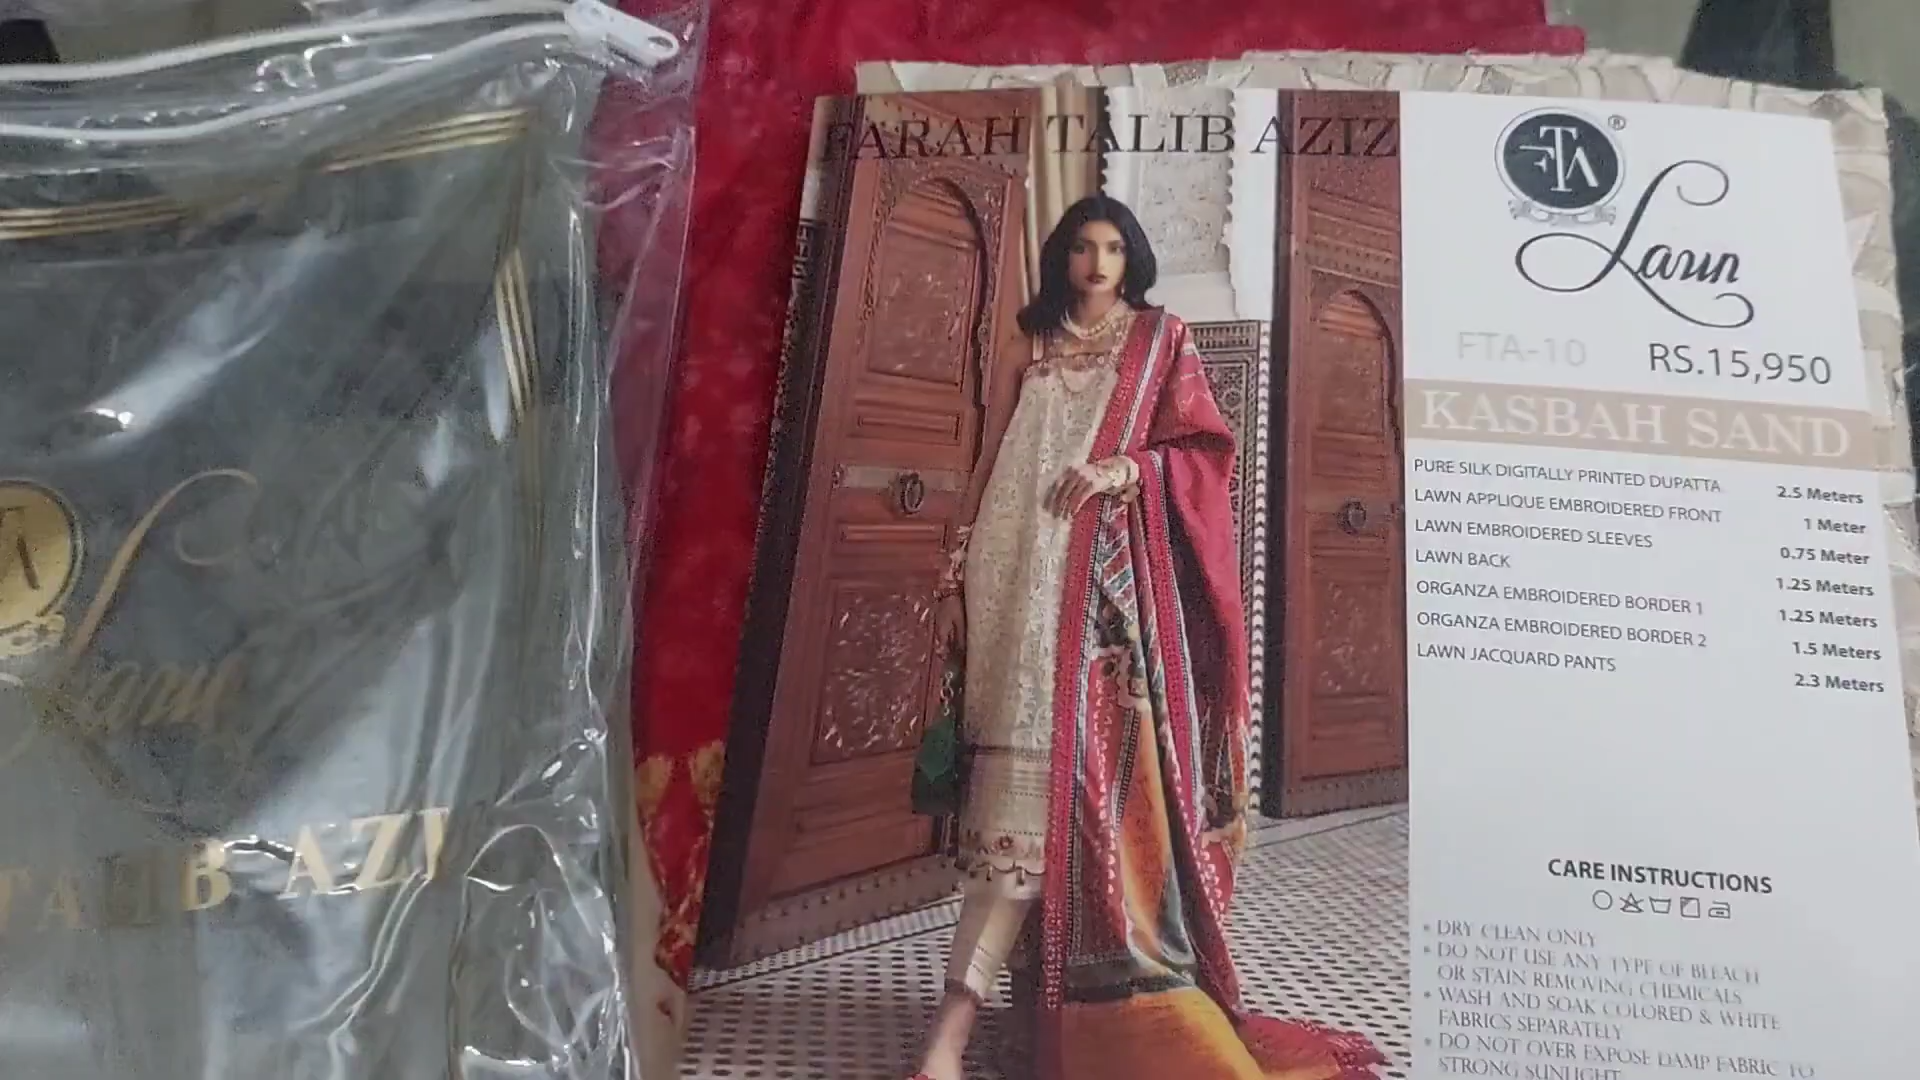 FARAH TALIB AZIZ
FTA ®
Lawn
FTA-10 RS.15,950
KASBAH SAND
PURE SILK DIGITALLY PRINTED DUPATTA 2.5 Meters
LAWN APPLIQUE EMBROIDERED FRONT 1 Meter
LAWN EMBROIDERED SLEEVES 0.75 Meter
LAWN BACK 1.25 Meters
ORGANZA EMBROIDERED BORDER 1 1.25 Meters
ORGANZA EMBROIDERED BORDER 2 1.5 Meters
LAWN JACQUARD PANTS 2.3 Meters
CARE INSTRUCTIONS
• DRY CLEAN ONLY
• DO NOT USE ANY TYPE OF BLEACH
OR STAIN REMOVING CHEMICALS
• WASH AND SOAK COLORED & WHITE
FABRICS SEPARATELY
• DO NOT OVER EXPOSE DAMP FABRIC TO
STRONG SUNLIGHT
Lawn
TALIB AZI